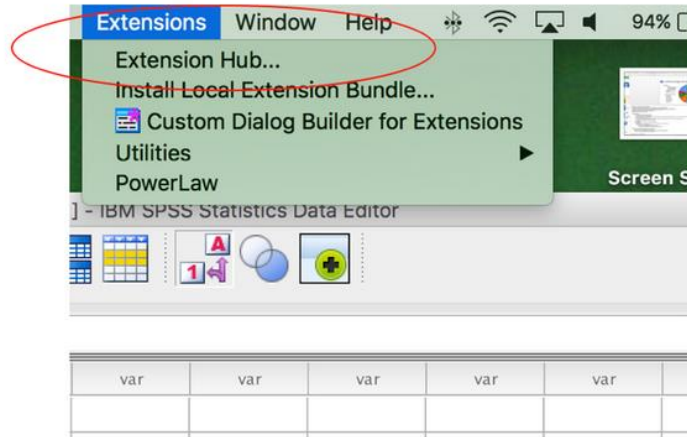 Extensions Window Help 94%
Extension Hub...
Install Local Extension Bundle...
Custom Dialog Builder for Extensions
Utilities
PowerLaw
Screen S
] - IBM SPSS Statistics Data Editor
A
1
var var var var var